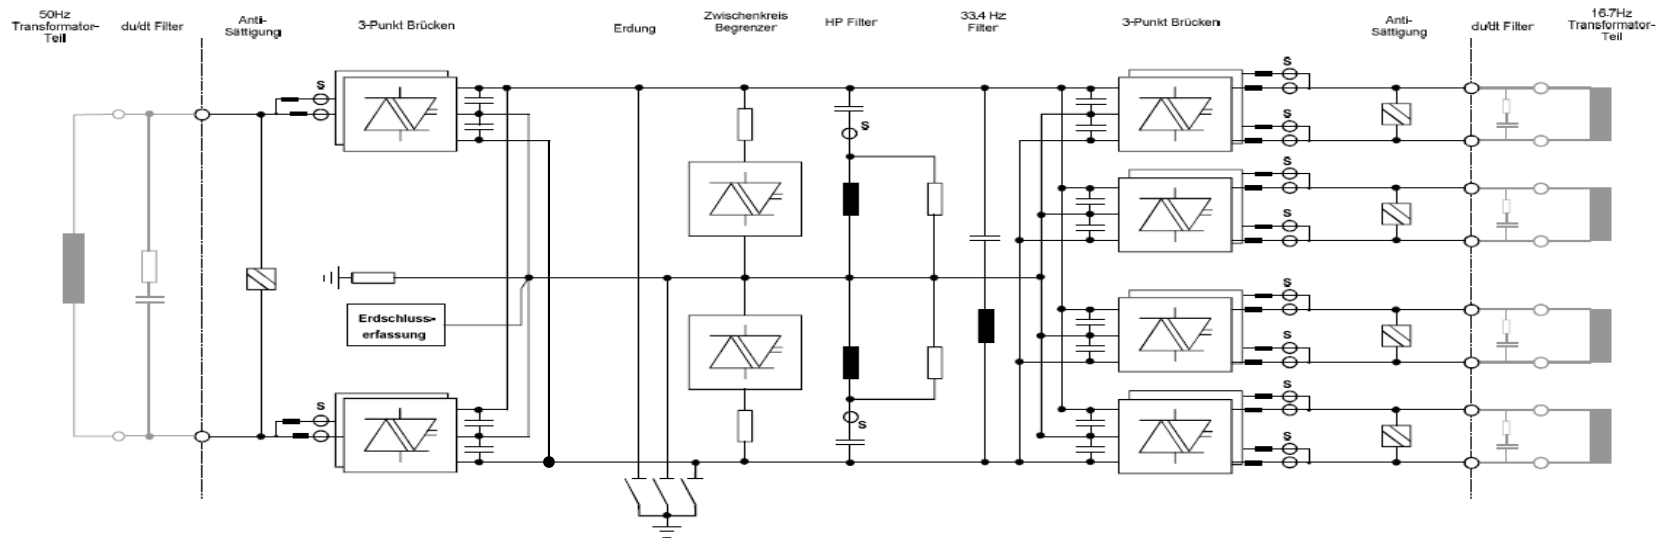 50Hz
Transformator-
Teil
du/dt Filter
Anti-
Sättigung
3-Punkt Brücken
Erdung
Zwischenkreis
Begrenzer
HP Filter
33.4 Hz
Filter
3-Punkt Brücken
Anti-
Sättigung
du/dt Filter
16.7Hz
Transformator-
Teil
S
S
S
S
S
S
S
Erdschluss-
erfassung
S
S
S
S
S
S